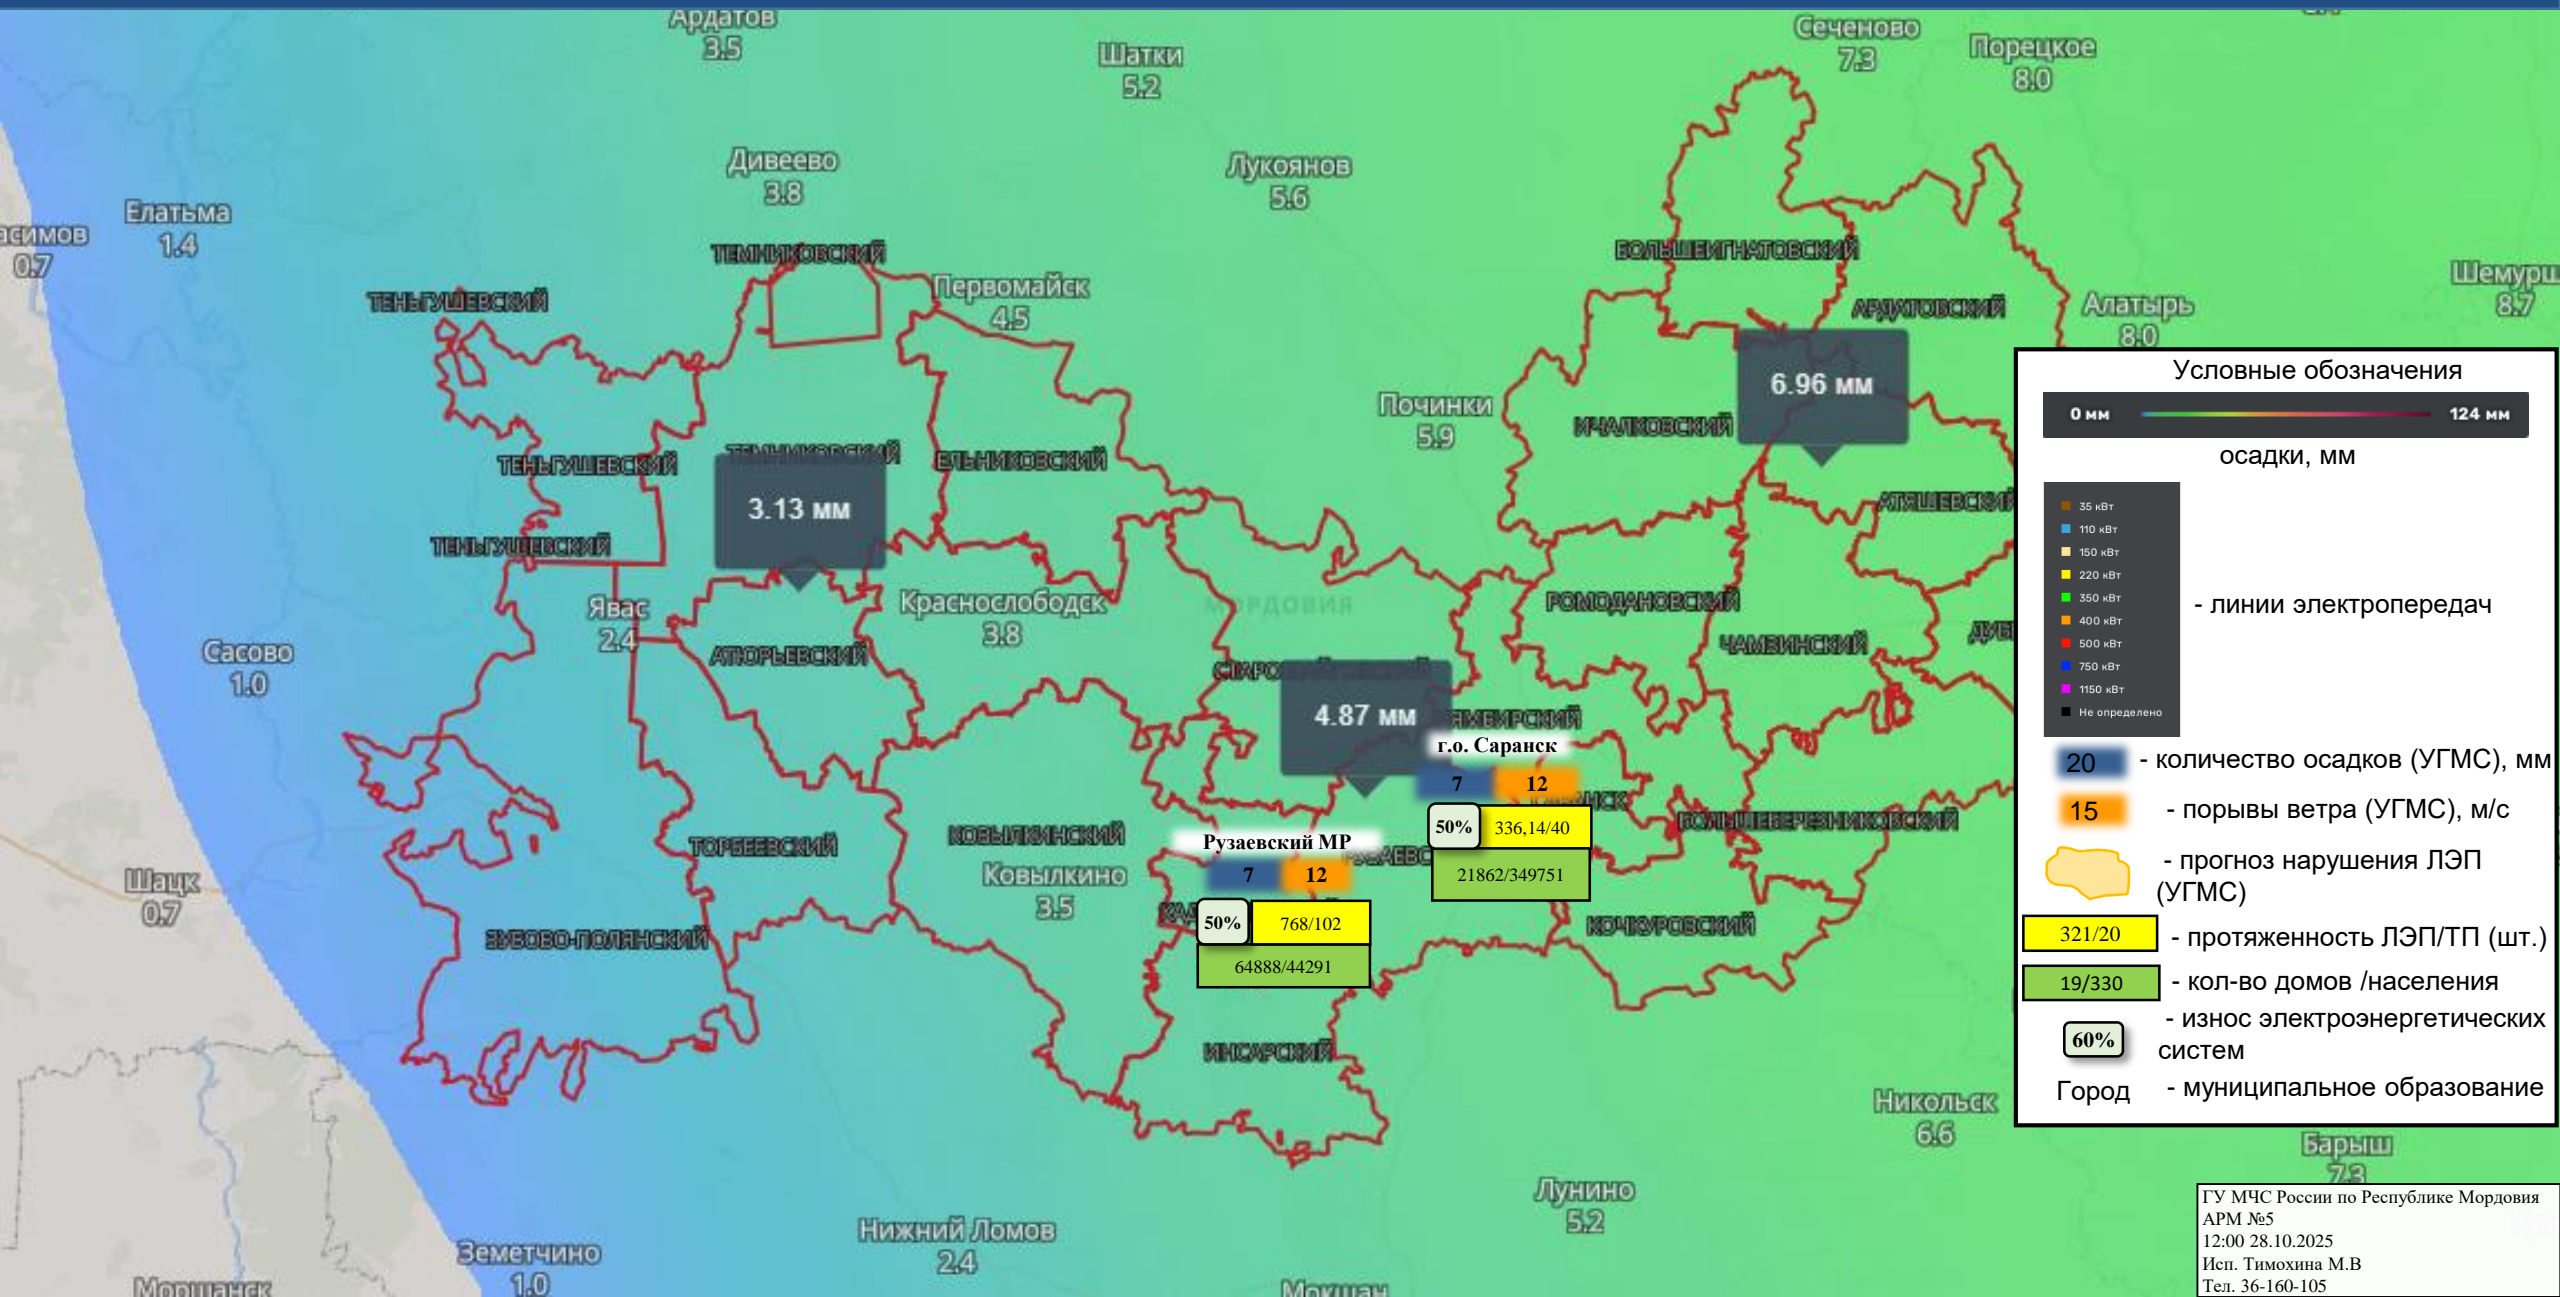 Ардатов
3.5
Шатки
5.2
Сеченово
7.3
Порецкое
8.0
Дивеево
3.8
Лукоянов
5.6
Елатьма
1.4
асимов
0.7
ТЕМНИКОВСКИЙ
БОЛЬШЕИГНАТОВСКИЙ
Шемурш
8.7
ТЕНЬГУШЕВСКИЙ
Первомайск
4.5
АРДАТОВСКИЙ
Алатырь
8.0
6.96 мм
Починки
5.9
ИЧАЛКОВСКИЙ
ТЕНЬГУШЕВСКИЙ
ТЕМНИКОВСКИЙ
ЕЛЬНИКОВСКИЙ
3.13 мм
АТЯШЕВСКИЙ
ТЕНЬГУШЕВСКИЙ
Явас
2.4
Краснослободск
3.8
МОРДОВИЯ
РОМОДАНОВСКИЙ
ЧАМЗИНСКИЙ
ДУБ
Сасово
1.0
АТЮРЬЕВСКИЙ
4.87 мм
ЯМБИРСКИЙ
г.о. Саранск
7 12
50% 336,14/40
21862/349751
БОЛЬШЕБЕРЕЗНИКОВСКИЙ
ТОРБЕЕВСКИЙ
КОВЫЛКИНСКИЙ
Ковылкино
3.5
Рузаевский МР
7 12
50% 768/102
64888/44291
Шацк
0.7
ЗУБОВО-ПОЛЯНСКИЙ
КОЧКУРОВСКИЙ
ИНСАРСКИЙ
Никольск
6.6
Барыш
7.3
Лунино
5.2
Нижний Ломов
2.4
Земетчино
1.0
Моршанск
Мокшан
Условные обозначения
0 мм 124 мм
осадки, мм
35 кВт
110 кВт
150 кВт
220 кВт
350 кВт
400 кВт
500 кВт
750 кВт
1150 кВт
Не определено
- линии электропередач
20 - количество осадков (УГМС), мм
15 - порывы ветра (УГМС), м/с
- прогноз нарушения ЛЭП
(УГМС)
321/20 - протяженность ЛЭП/ТП (шт.)
19/330 - кол-во домов /населения
- износ электроэнергетических
60% систем
Город - муниципальное образование
ГУ МЧС России по Республике Мордовия
АРМ №5
12:00 28.10.2025
Исп. Тимохина М.В
Тел. 36-160-105